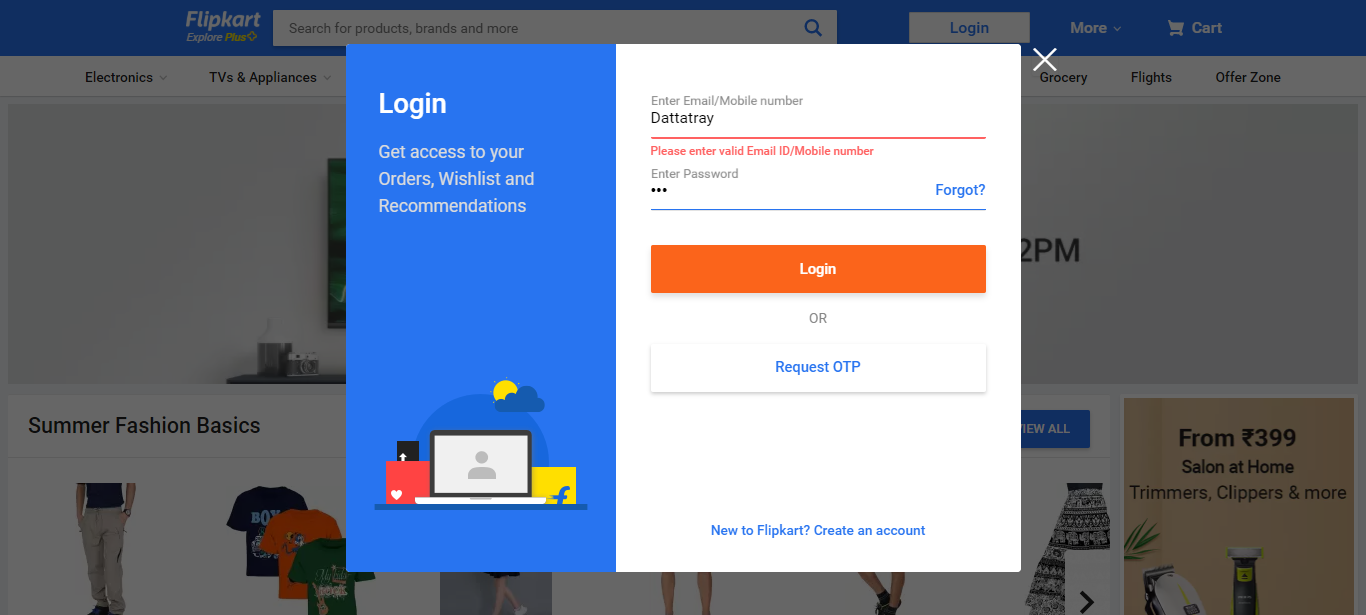 Flipkart
Explore Plus
Search for products, brands and more
Login
More
Cart
Electronics
TVs & Appliances
Grocery
Flights
Offer Zone
Login
Get access to your
Orders, Wishlist and
Recommendations
Enter Email/Mobile number
Dattatray
Please enter valid Email ID/Mobile number
Enter Password
•••
Forgot?
Login
OR
Request OTP
New to Flipkart? Create an account
2PM
Summer Fashion Basics
VIEW ALL
From ₹399
Salon at Home
Trimmers, Clippers & more
BOX